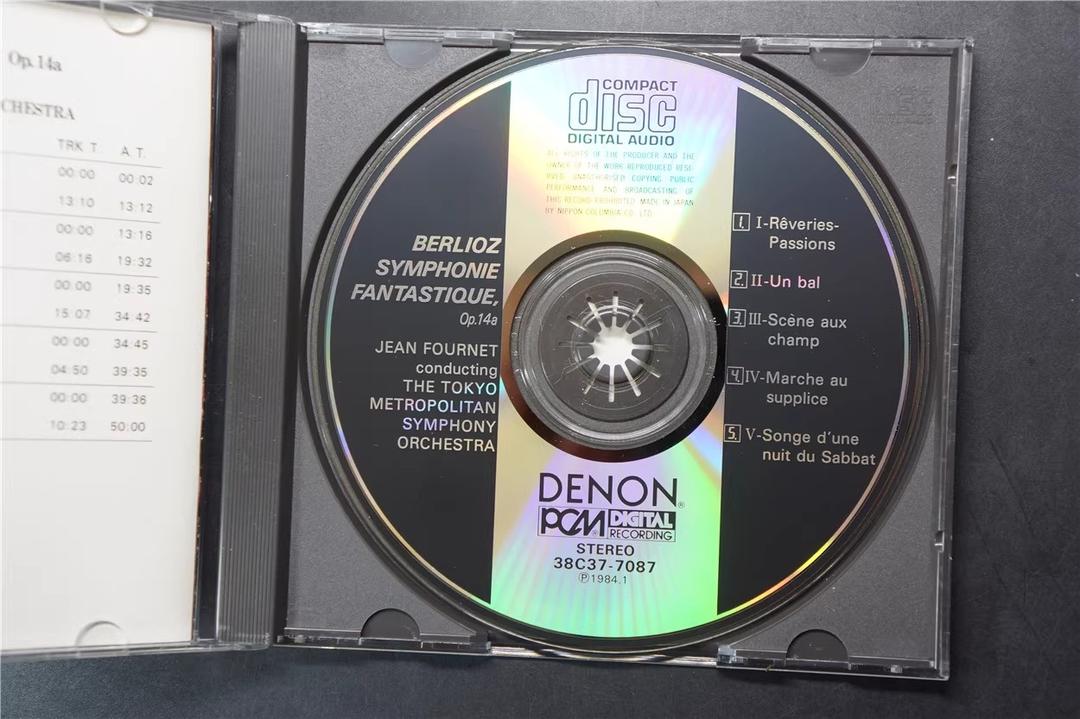 Op.14a
CHESTRA
TRK T. A.T.
00:00 00:02
13:10 13:12
00:00 13:16
06:16 19:32
00:00 19:35
15:07 34:42
00:00 34:45
04:50 39:35
00:00 39:36
10:23 50:00
COMPACT
disc
DIGITAL AUDIO
ALL RIGHTS OF THE PRODUCER AND THE
OWNER OF THE WORK REPRODUCED RESE-
RVED. UNAUTHORISED COPYING, PUBLIC
PERFORMANCE AND BROADCASTING OF
THIS RECORD PROHIBITED. MADE IN JAPAN
BY NIPPON COLUMBIA CO., LTD.
BERLIOZ
SYMPHONIE
FANTASTIQUE,
Op.14a
JEAN FOURNET
conducting
THE TOKYO
METROPOLITAN
SYMPHONY
ORCHESTRA
1. I-Rêveries-
Passions
2. II-Un bal
3. III-Scène aux
champ
4. IV-Marche au
supplice
5. V-Songe d'une
nuit du Sabbat
DENON®
PCM® DIGITAL
RECORDING
STEREO
38C37-7087
Ⓟ1984.1